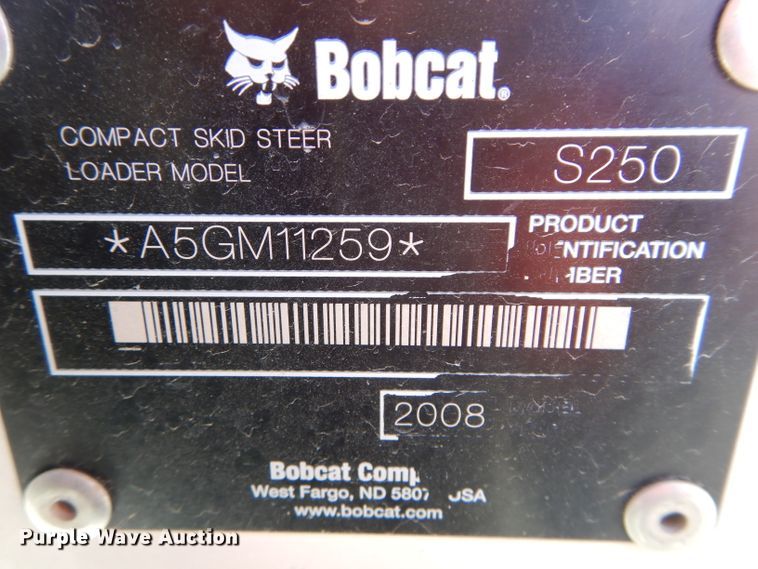 Bobcat®
COMPACT SKID STEER
LOADER MODEL
S250
*A5GM11259*
PRODUCT
NTIFICATION
BER
2008
Bobcat Comp
West Fargo, ND 5807 USA
www.bobcat.com
Purple Wave Auction